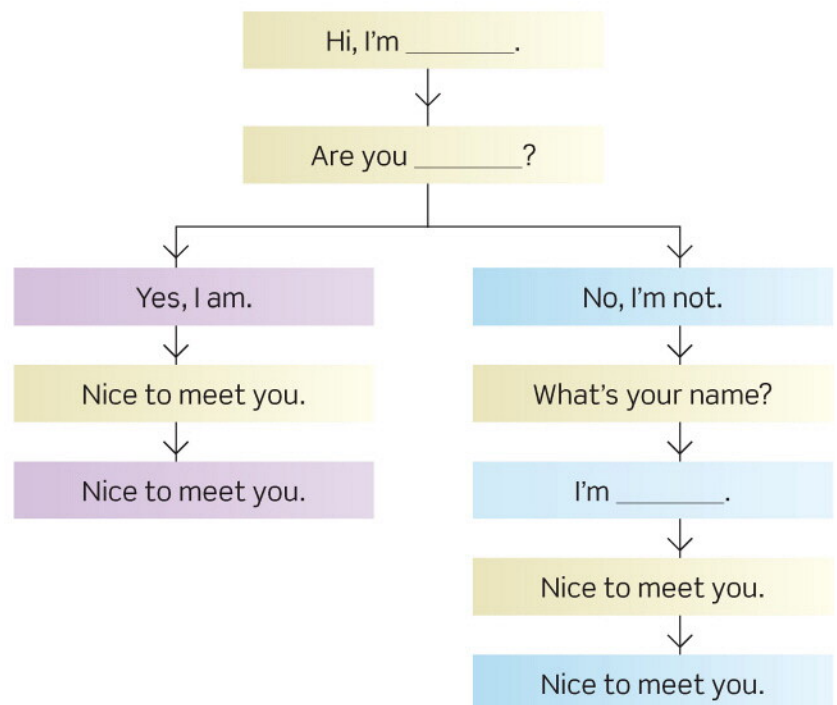 Hi, I'm ________.
Are you ________?
Yes, I am.
Nice to meet you.
Nice to meet you.
No, I'm not.
What's your name?
I'm ________.
Nice to meet you.
Nice to meet you.